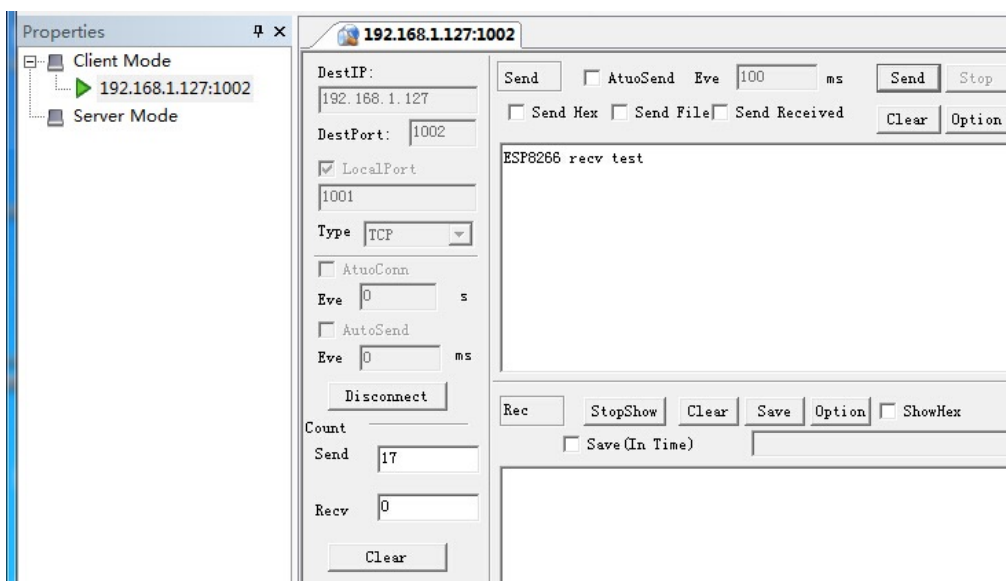 Properties
Client Mode
192.168.1.127:1002
Server Mode
192.168.1.127:1002
DestIP:
192.168.1.127
DestPort: 1002
LocalPort
1001
Type TCP
AtuoConn
Eve 0 s
AutoSend
Eve 0 ms
Disconnect
Count
Send 17
Recv 0
Clear
Send AtuoSend Eve 100 ms Send Stop
Send Hex Send File Send Received Clear Option
ESP8266 recv test
Rec StopShow Clear Save Option ShowHex
Save(In Time)